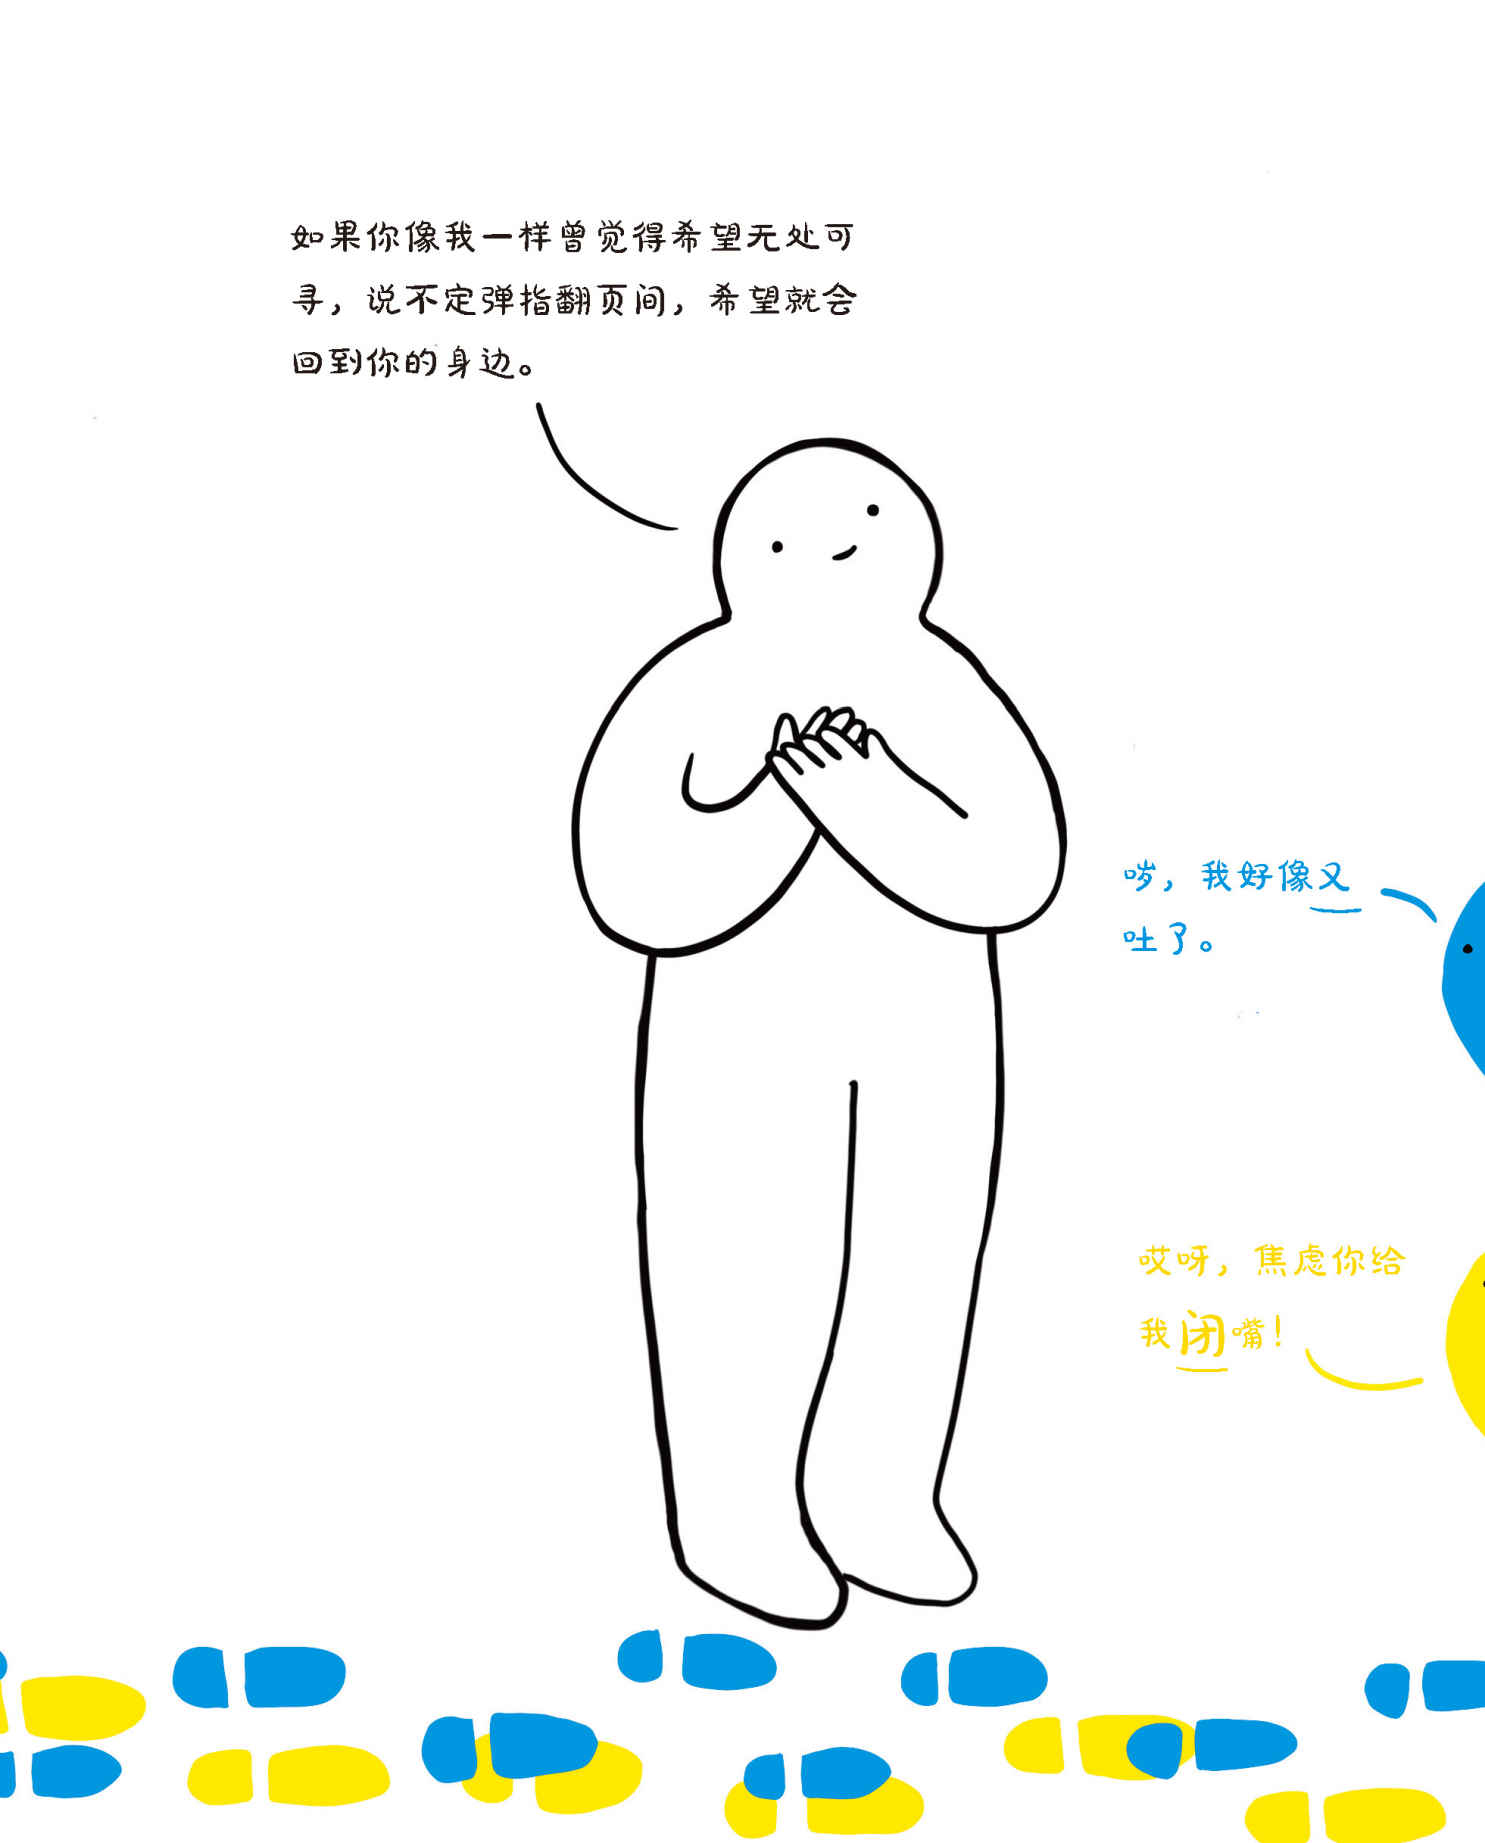 如果你像我一样曾觉得希望无处可
寻，说不定弹指翻页间，希望就会
回到你的身边。
哕，我好像又
吐了。
哎呀，焦虑你给
我闭嘴！